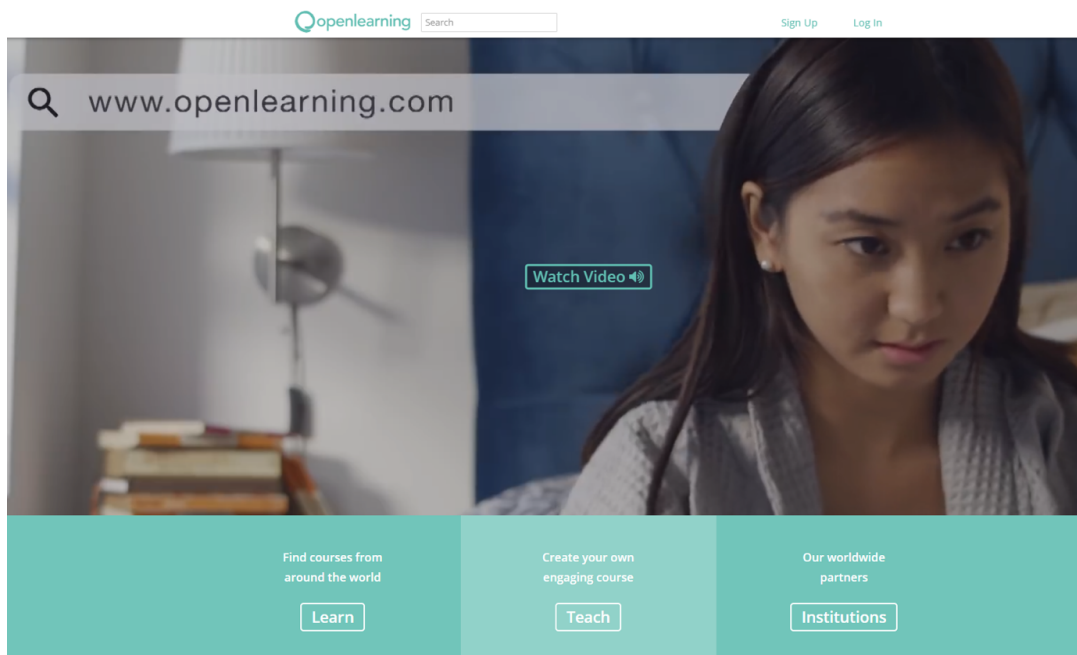 openlearning
Search
Sign Up
Log In
www.openlearning.com
Watch Video
Find courses from
around the world
Learn
Create your own
engaging course
Teach
Our worldwide
partners
Institutions